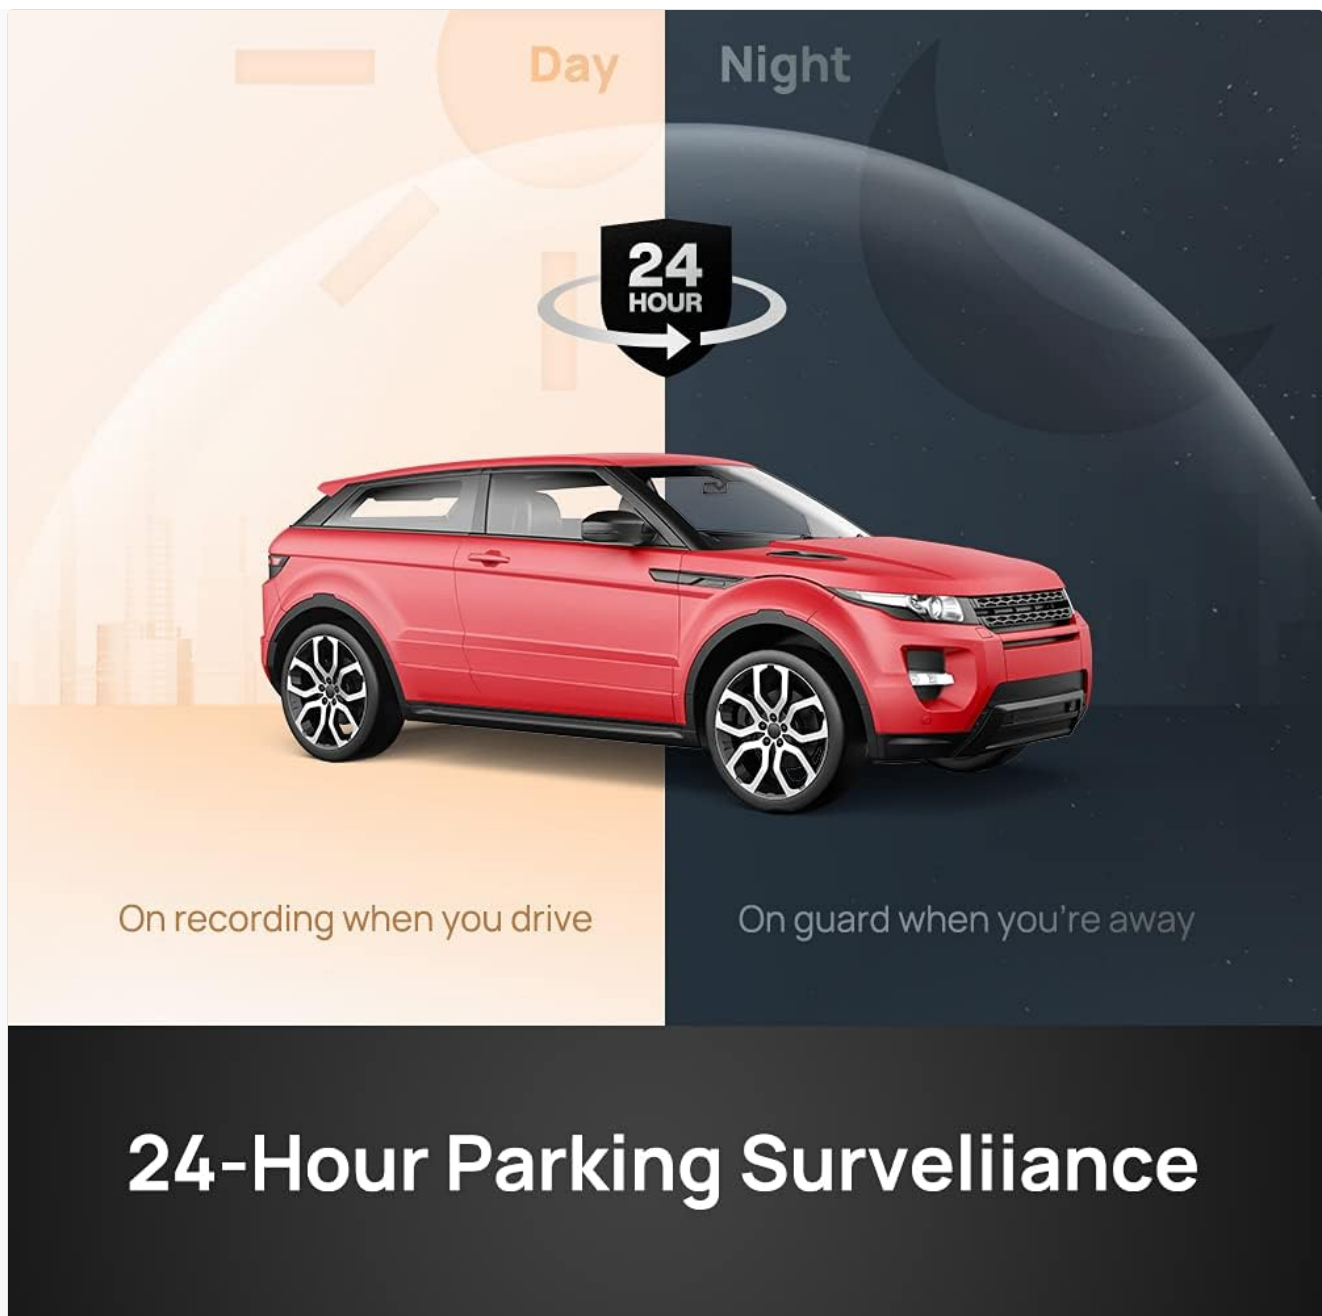 Day
Night
24
HOUR
On recording when you drive
On guard when you're away
24-Hour Parking Surveliiance